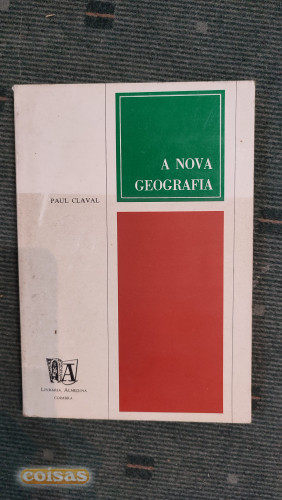 A NOVA
GEOGRAFIA
PAUL CLAVAL
LIVRARIA ALMEDINA
COIMBRA
coisas